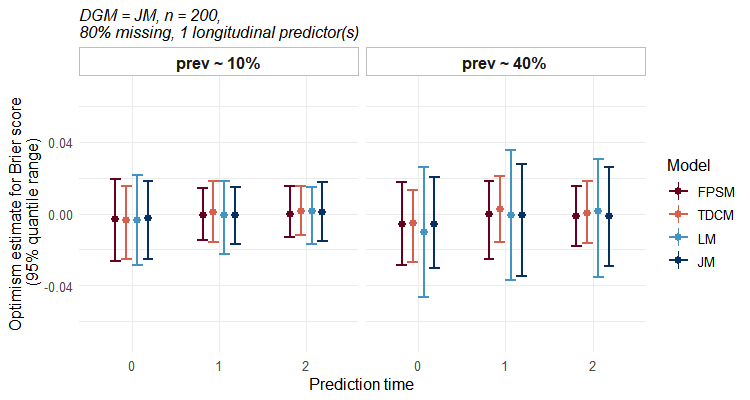 DGM = JM, n = 200,
80% missing, 1 longitudinal predictor(s)
prev ~ 10%
prev ~ 40%
Optimism estimate for Brier score
(95% quantile range)
0.04
0.00
-0.04
0
1
2
0
1
2
Prediction time
Model
FPSM
TDCM
LM
JM